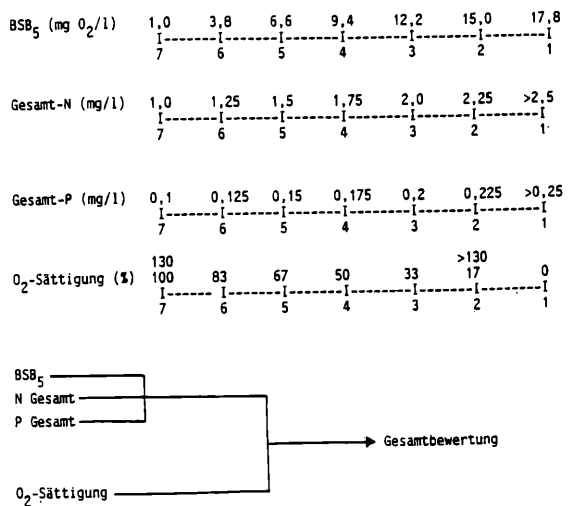 BSB5 (mg O2/l) 1,0 3,8 6,6 9,4 12,2 15,0 17,8
I--------I--------I--------I--------I--------I--------I
7 6 5 4 3 2 1
Gesamt-N (mg/l) 1,0 1,25 1,5 1,75 2,0 2,25 >2,5
I--------I--------I--------I--------I--------I--------I
7 6 5 4 3 2 1
Gesamt-P (mg/l) 0,1 0,125 0,15 0,175 0,2 0,225 >0,25
I--------I--------I--------I--------I--------I--------I
7 6 5 4 3 2 1
130 >130
O2-Sättigung (%) 100 83 67 50 33 17 0
I--------I--------I--------I--------I--------I--------I
7 6 5 4 3 2 1
BSB5
N Gesamt
P Gesamt
Gesamtbewertung
O2-Sättigung